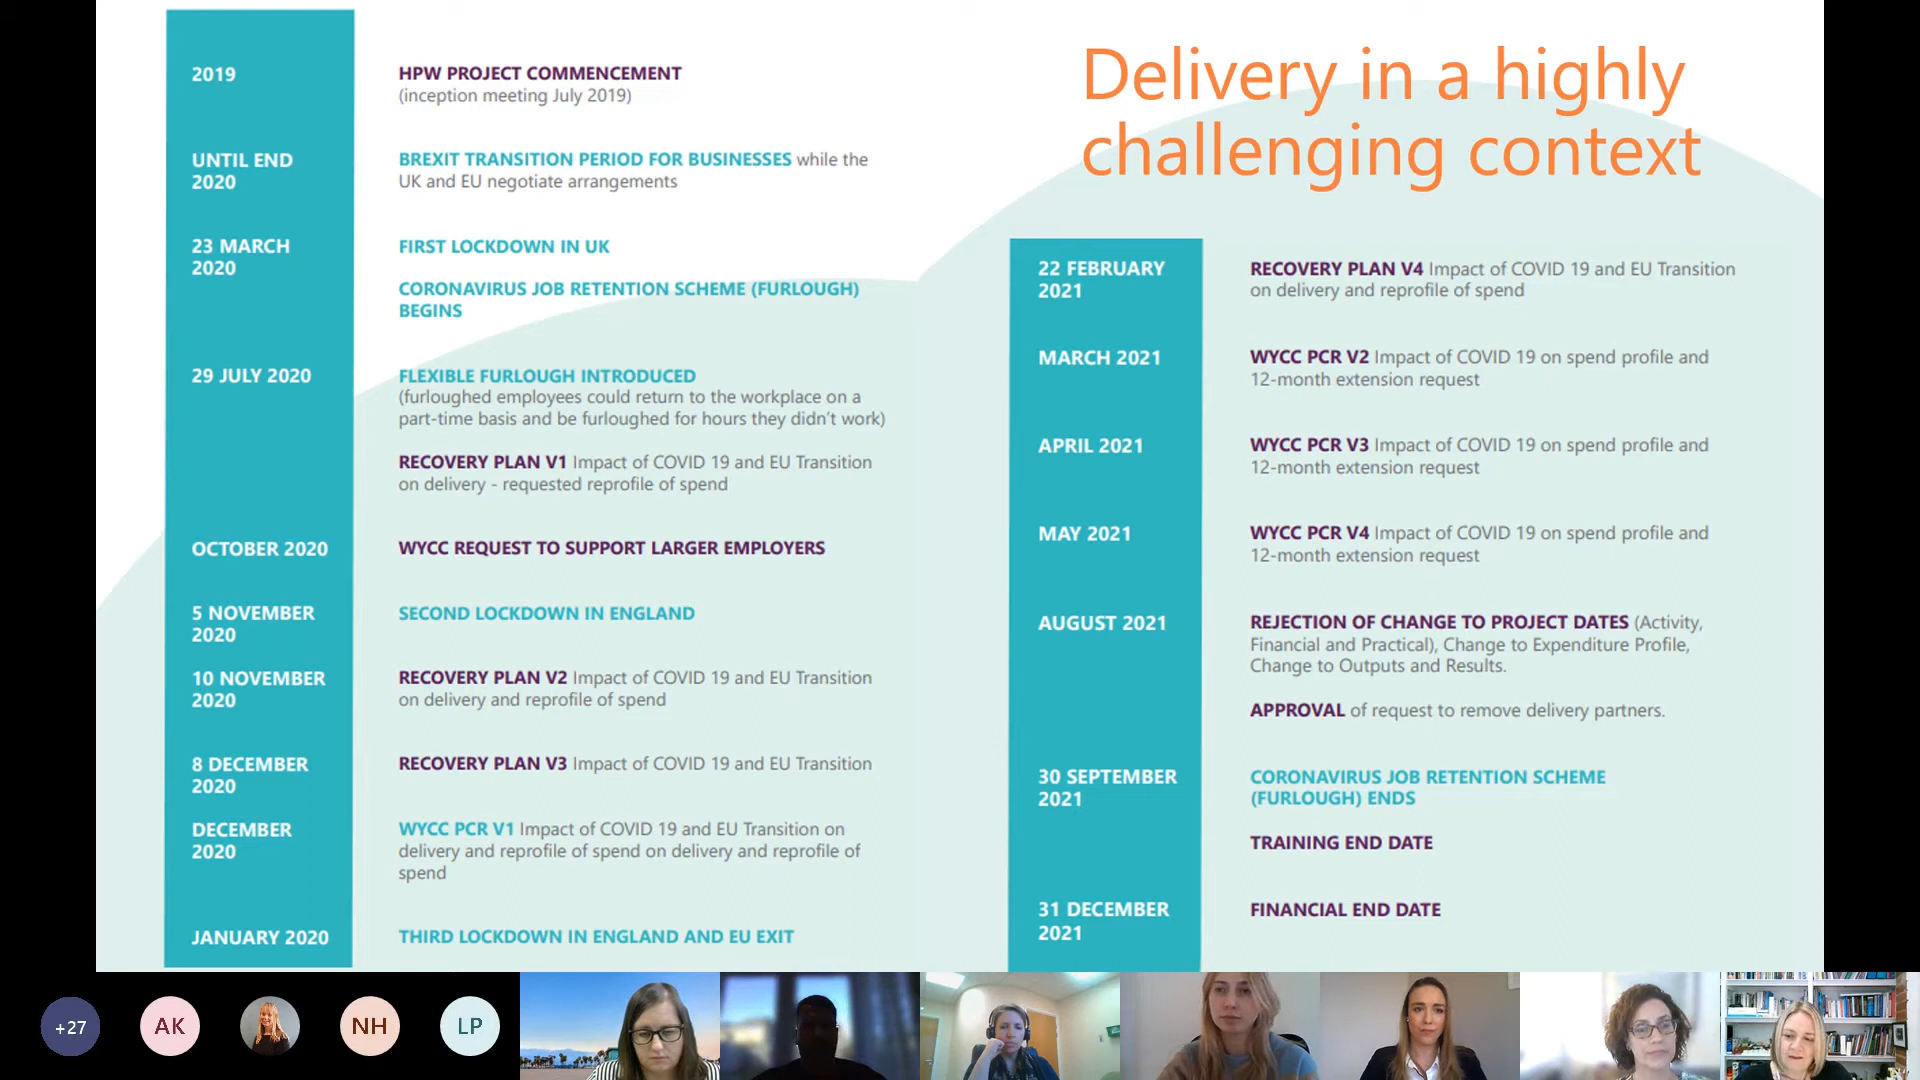 Delivery in a highly
challenging context
2019
HPW PROJECT COMMENCEMENT
(inception meeting July 2019)
UNTIL END
2020
BREXIT TRANSITION PERIOD FOR BUSINESSES while the
UK and EU negotiate arrangements
23 MARCH
2020
FIRST LOCKDOWN IN UK
CORONAVIRUS JOB RETENTION SCHEME (FURLOUGH)
BEGINS
29 JULY 2020
FLEXIBLE FURLOUGH INTRODUCED
(furloughed employees could return to the workplace on a
part-time basis and be furloughed for hours they didn't work)
RECOVERY PLAN V1 Impact of COVID 19 and EU Transition
on delivery - requested reprofile of spend
OCTOBER 2020
WYCC REQUEST TO SUPPORT LARGER EMPLOYERS
5 NOVEMBER
2020
SECOND LOCKDOWN IN ENGLAND
10 NOVEMBER
2020
RECOVERY PLAN V2 Impact of COVID 19 and EU Transition
on delivery and reprofile of spend
8 DECEMBER
2020
RECOVERY PLAN V3 Impact of COVID 19 and EU Transition
DECEMBER
2020
WYCC PCR V1 Impact of COVID 19 and EU Transition on
delivery and reprofile of spend on delivery and reprofile of
spend
JANUARY 2020
THIRD LOCKDOWN IN ENGLAND AND EU EXIT
22 FEBRUARY
2021
RECOVERY PLAN V4 Impact of COVID 19 and EU Transition
on delivery and reprofile of spend
MARCH 2021
WYCC PCR V2 Impact of COVID 19 on spend profile and
12-month extension request
APRIL 2021
WYCC PCR V3 Impact of COVID 19 on spend profile and
12-month extension request
MAY 2021
WYCC PCR V4 Impact of COVID 19 on spend profile and
12-month extension request
AUGUST 2021
REJECTION OF CHANGE TO PROJECT DATES (Activity,
Financial and Practical), Change to Expenditure Profile,
Change to Outputs and Results.
APPROVAL of request to remove delivery partners.
30 SEPTEMBER
2021
CORONAVIRUS JOB RETENTION SCHEME
(FURLOUGH) ENDS
TRAINING END DATE
31 DECEMBER
2021
FINANCIAL END DATE
+27
AK
NH
LP